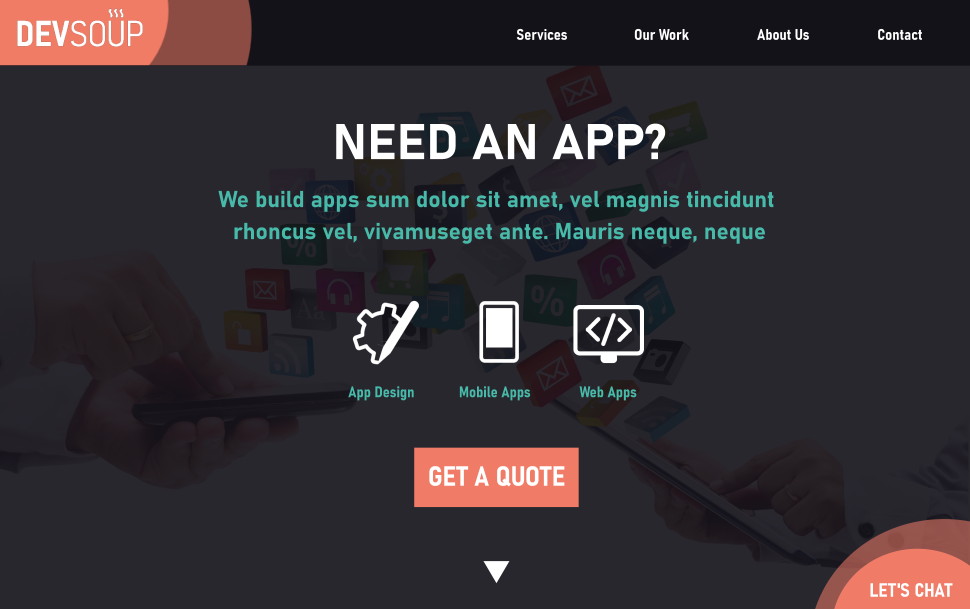 DEVSOUP
Services
Our Work
About Us
Contact
NEED AN APP?
We build apps sum dolor sit amet, vel magnis tincidunt
rhoncus vel, vivamuseget ante. Mauris neque, neque
Aa
App Design
Mobile Apps
Web Apps
GET A QUOTE
LET'S CHAT